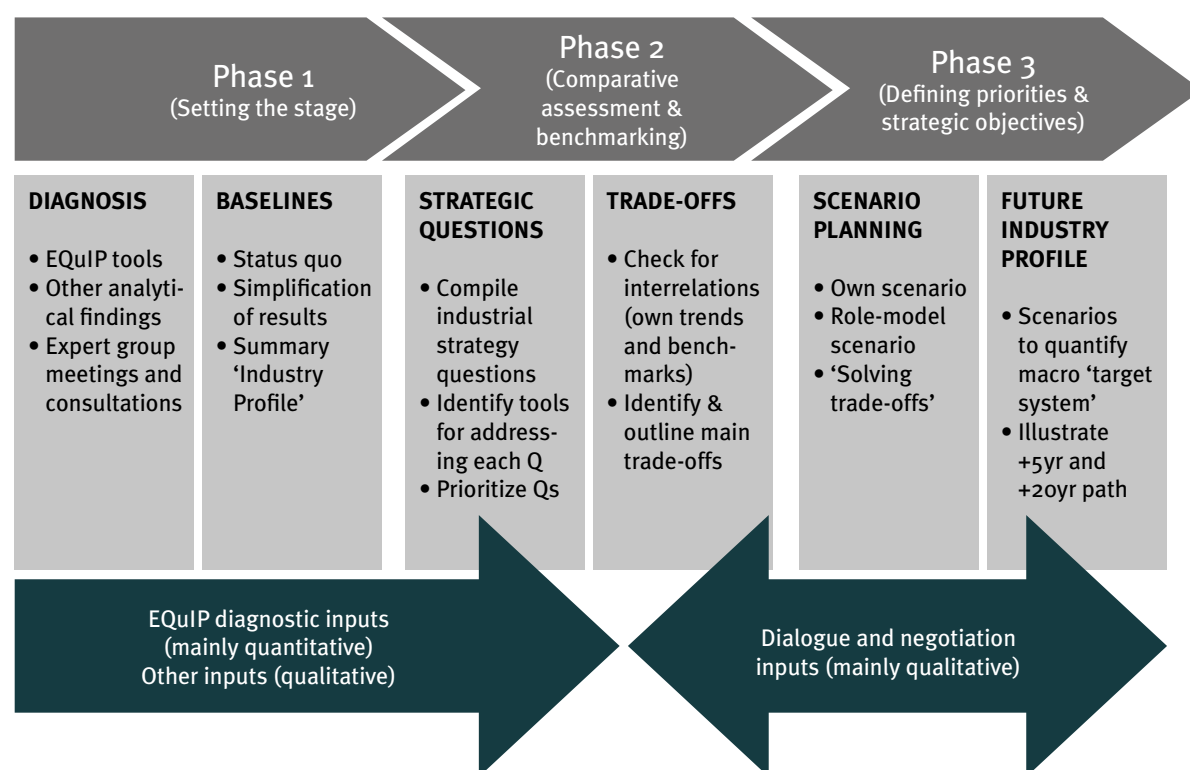 Phase 1
(Setting the stage)
Phase 2
(Comparative
assessment &
benchmarking)
Phase 3
(Defining priorities &
strategic objectives)
DIAGNOSIS
• EQuIP tools
• Other analyti-
cal findings
• Expert group
meetings and
consultations
BASELINES
• Status quo
• Simplification
of results
• Summary
‘Industry
Profile’
STRATEGIC
QUESTIONS
• Compile
industrial
strategy
questions
• Identify tools
for address-
ing each Q
• Prioritize Qs
TRADE-OFFS
• Check for
interrelations
(own trends
and bench-
marks)
• Identify &
outline main
trade-offs
SCENARIO
PLANNING
• Own scenario
• Role-model
scenario
• ‘Solving
trade-offs’
FUTURE
INDUSTRY
PROFILE
• Scenarios
to quantify
macro ‘target
system’
• Illustrate
+5yr and
+20yr path
EQuIP diagnostic inputs
(mainly quantitative)
Other inputs (qualitative)
Dialogue and negotiation
inputs (mainly qualitative)